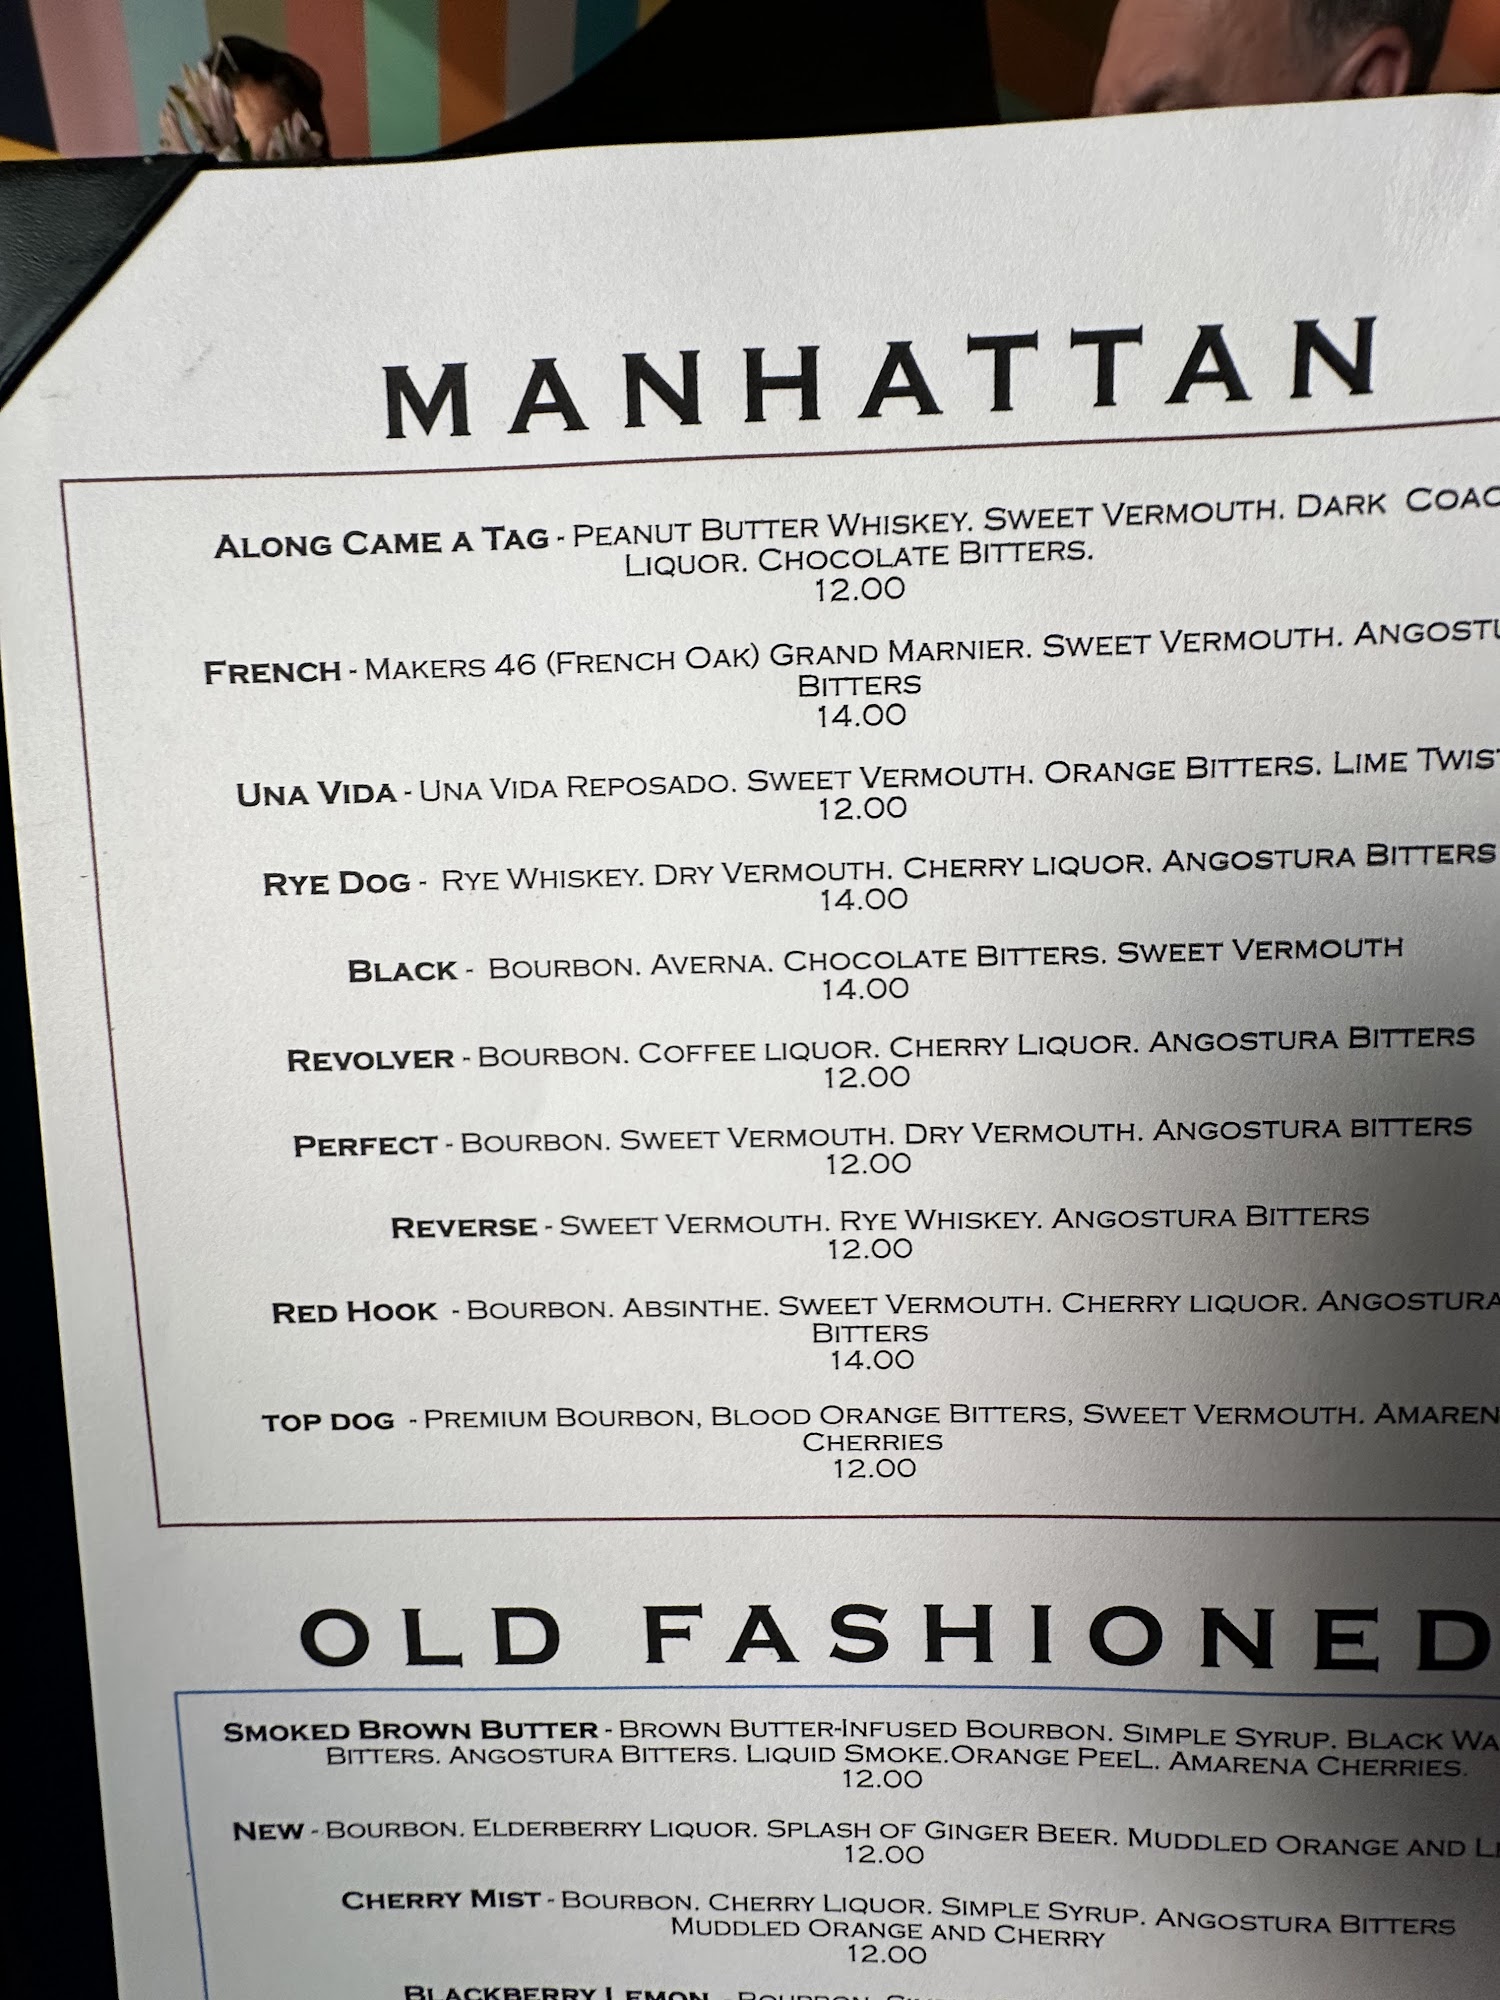 MANHATTAN
ALONG CAME A TAG - PEANUT BUTTER WHISKEY. SWEET VERMOUTH. DARK COAC
LIQUOR. CHOCOLATE BITTERS.
12.00
FRENCH - MAKERS 46 (FRENCH OAK) GRAND MARNIER. SWEET VERMOUTH.
BITTERS
14.00
UNA VIDA - UNA VIDA REPOSADO. SWEET VERMOUTH. ORANGE BITTERS. LIME TWIST
12.00
RYE DOG - RYE WHISKEY. DRY VERMOUTH. CHERRY LIQUOR. ANGOSTURA BITTERS
14.00
BLACK - BOURBON. AVERNA. CHOCOLATE BITTERS. SWEET VERMOUTH
14.00
REVOLVER - BOURBON. COFFEE LIQUOR. CHERRY LIQUOR. ANGOSTURA BITTERS
12.00
PERFECT - BOURBON. SWEET VERMOUTH. DRY VERMOUTH. ANGOSTURA BITTERS
12.00
REVERSE - SWEET VERMOUTH. RYE WHISKEY. ANGOSTURA BITTERS
12.00
RED HOOK - BOURBON. ABSINTHE. SWEET VERMOUTH. CHERRY LIQUOR. ANGOSTURA
BITTERS
14.00
TOP DOG - PREMIUM BOURBON, BLOOD ORANGE BITTERS, SWEET VERMOUTH. AMAREN
CHERRIES
12.00
OLD FASHIONED
SMOKED BROWN BUTTER - BROWN BUTTER-INFUSED BOURBON. SIMPLE SYRUP. BLACK WA
BITTERS. ANGOSTURA BITTERS. LIQUID SMOKE.ORANGE PEEL. AMARENA CHERRIES.
12.00
NEW - BOURBON. ELDERBERRY LIQUOR. SPLASH OF GINGER BEER. MUDDLED ORANGE AND
12.00
CHERRY MIST - BOURBON. CHERRY LIQUOR. SIMPLE SYRUP. ANGOSTURA BITTERS
MUDDLED ORANGE AND CHERRY
12.00
BLACKBERRY LEMON - BOURBON.